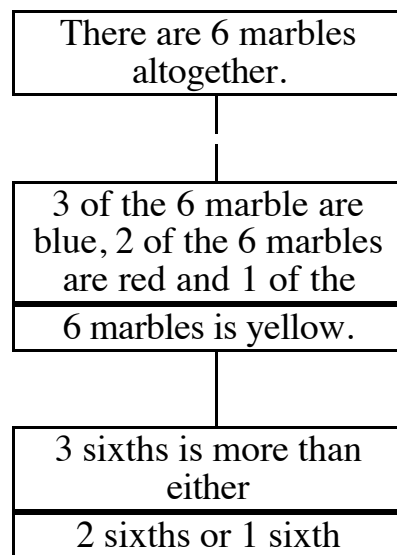 There are 6 marbles
altogether.
3 of the 6 marble are
blue, 2 of the 6 marbles
are red and 1 of the
6 marbles is yellow.
3 sixths is more than
either
2 sixths or 1 sixth